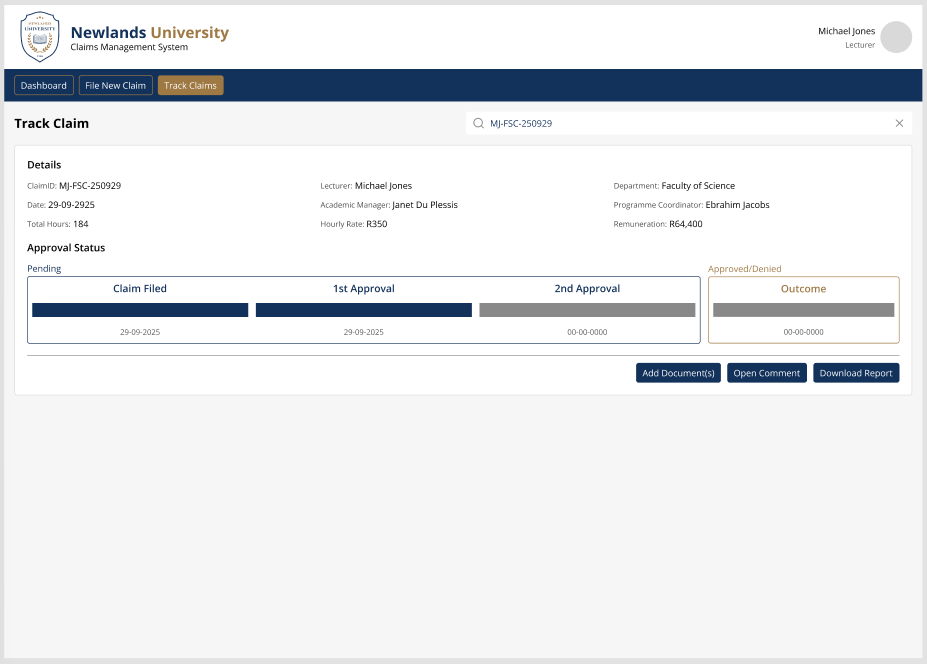 NEWLANDS
UNIVERSITY
Newlands University
Claims Management System
Michael Jones
Lecturer
Dashboard
File New Claim
Track Claims
Track Claim
MJ-FSC-250929
Details
ClaimID: MJ-FSC-250929
Lecturer: Michael Jones
Department: Faculty of Science
Date: 29-09-2925
Academic Manager: Janet Du Plessis
Programme Coordinator: Ebrahim Jacobs
Total Hours: 184
Hourly Rate: R350
Remuneration: R64,400
Approval Status
Pending
Approved/Denied
Claim Filed
1st Approval
2nd Approval
Outcome
29-09-2025
29-09-2025
00-00-0000
00-00-0000
Add Document(s)
Open Comment
Download Report